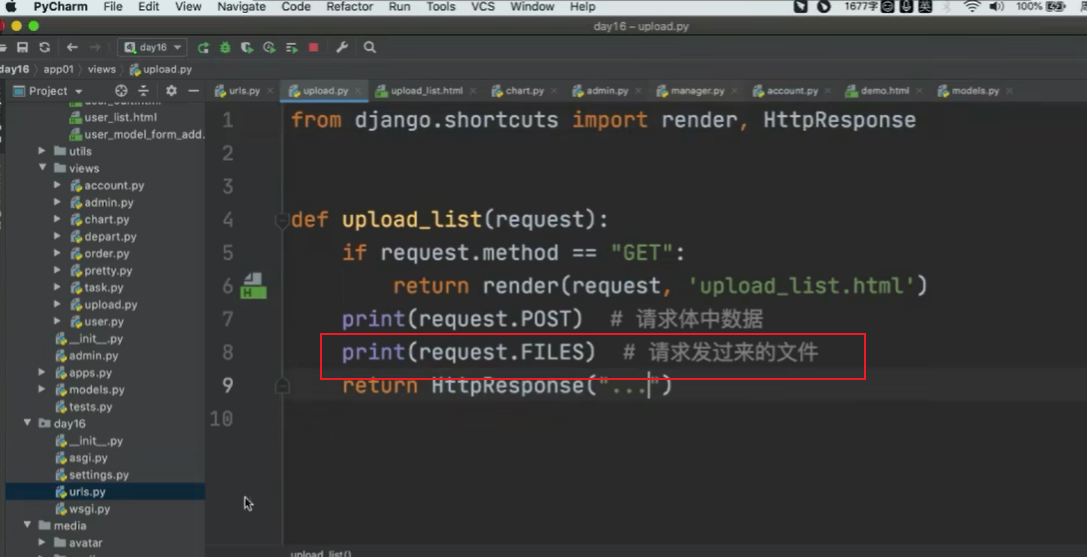 PyCharm File Edit View Navigate Code Refactor Run Tools VCS Window Help 1677字 英 100%
day16 – upload.py
day16
day16 › app01 › views › upload.py
Project urls.py upload.py upload_list.html chart.py admin.py manager.py account.py demo.html models.py
user_list.html
user_model_form_add.
utils
views
account.py
admin.py
chart.py
depart.py
order.py
pretty.py
task.py
upload.py
user.py
__init__.py
admin.py
apps.py
models.py
tests.py
day16
__init__.py
asgi.py
settings.py
urls.py
wsgi.py
media
avatar
1 from django.shortcuts import render, HttpResponse
2
3
4 def upload_list(request):
5 if request.method == "GET":
6 return render(request, 'upload_list.html')
7 print(request.POST) # 请求体中数据
8 print(request.FILES) # 请求发过来的文件
9 return HttpResponse("...")
10
upload_list()